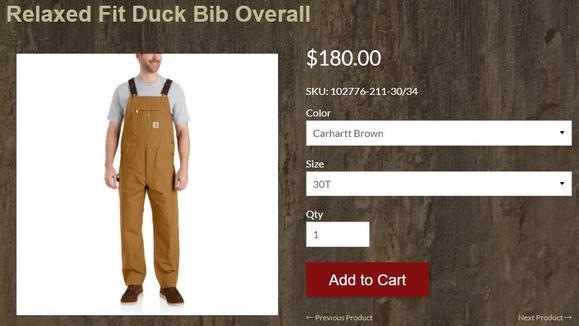 Relaxed Fit Duck Bib Overall
$180.00
SKU: 102776-211-30/34
Color
Carhartt Brown
Size
30T
Qty
1
Add to Cart
← Previous Product
Next Product →